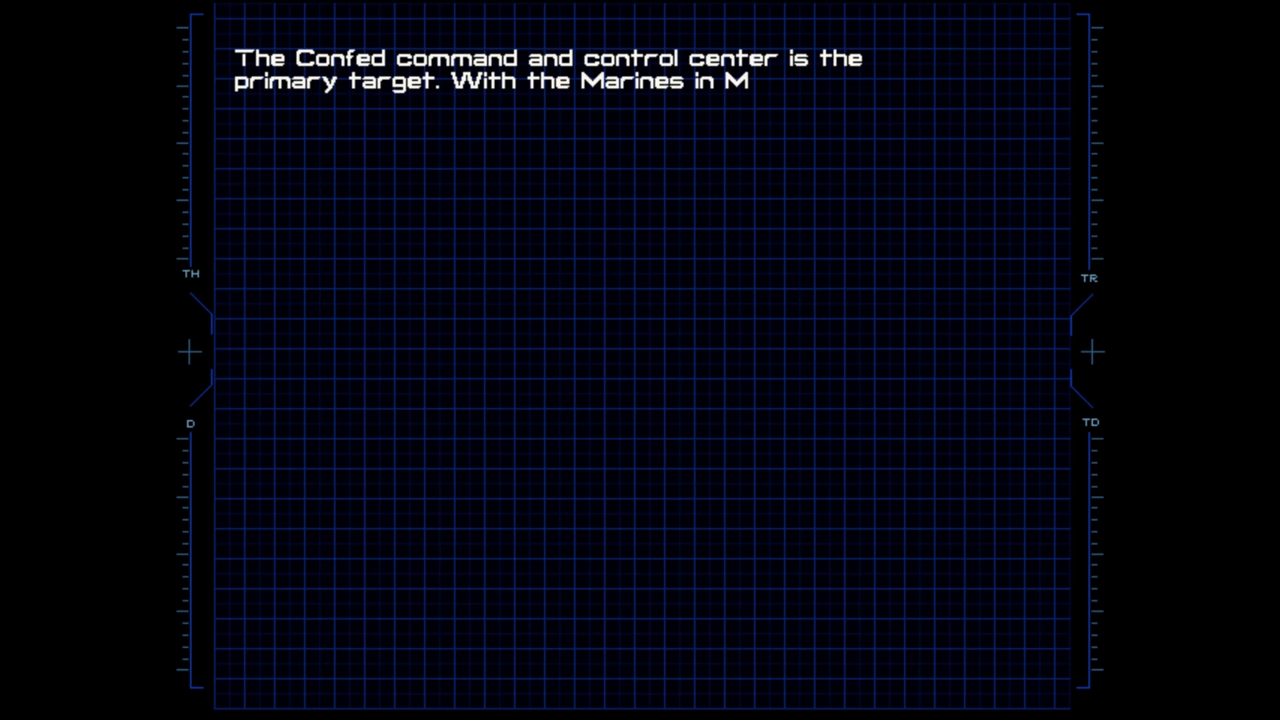 The Confed command and control center is the
primary target. With the Marines in M
TH
TR
D
TD